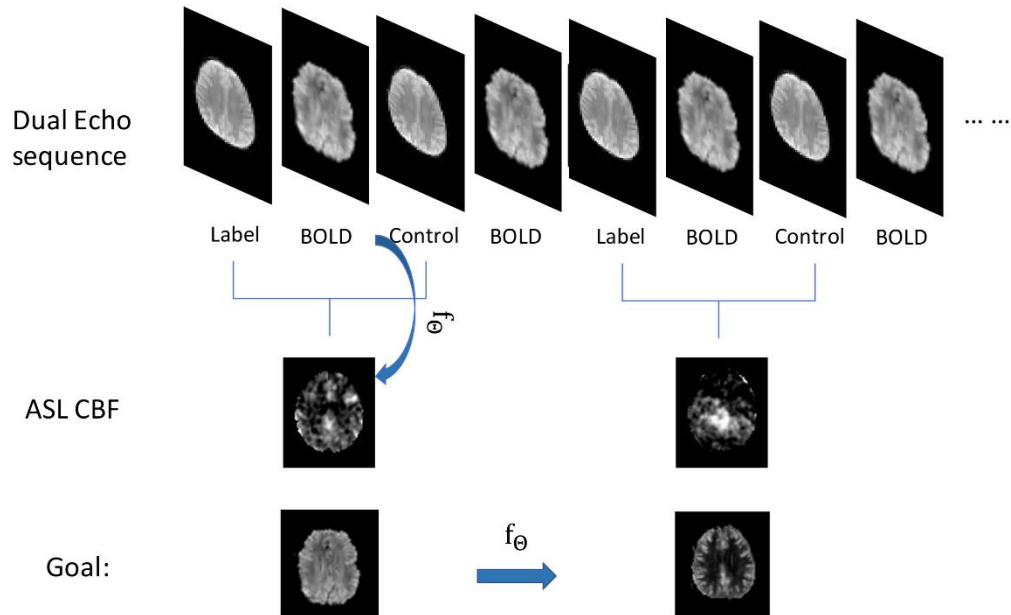 Dual Echo
sequence
... ...
Label BOLD Control BOLD Label BOLD Control BOLD
fΘ
ASL CBF
Goal:
fΘ